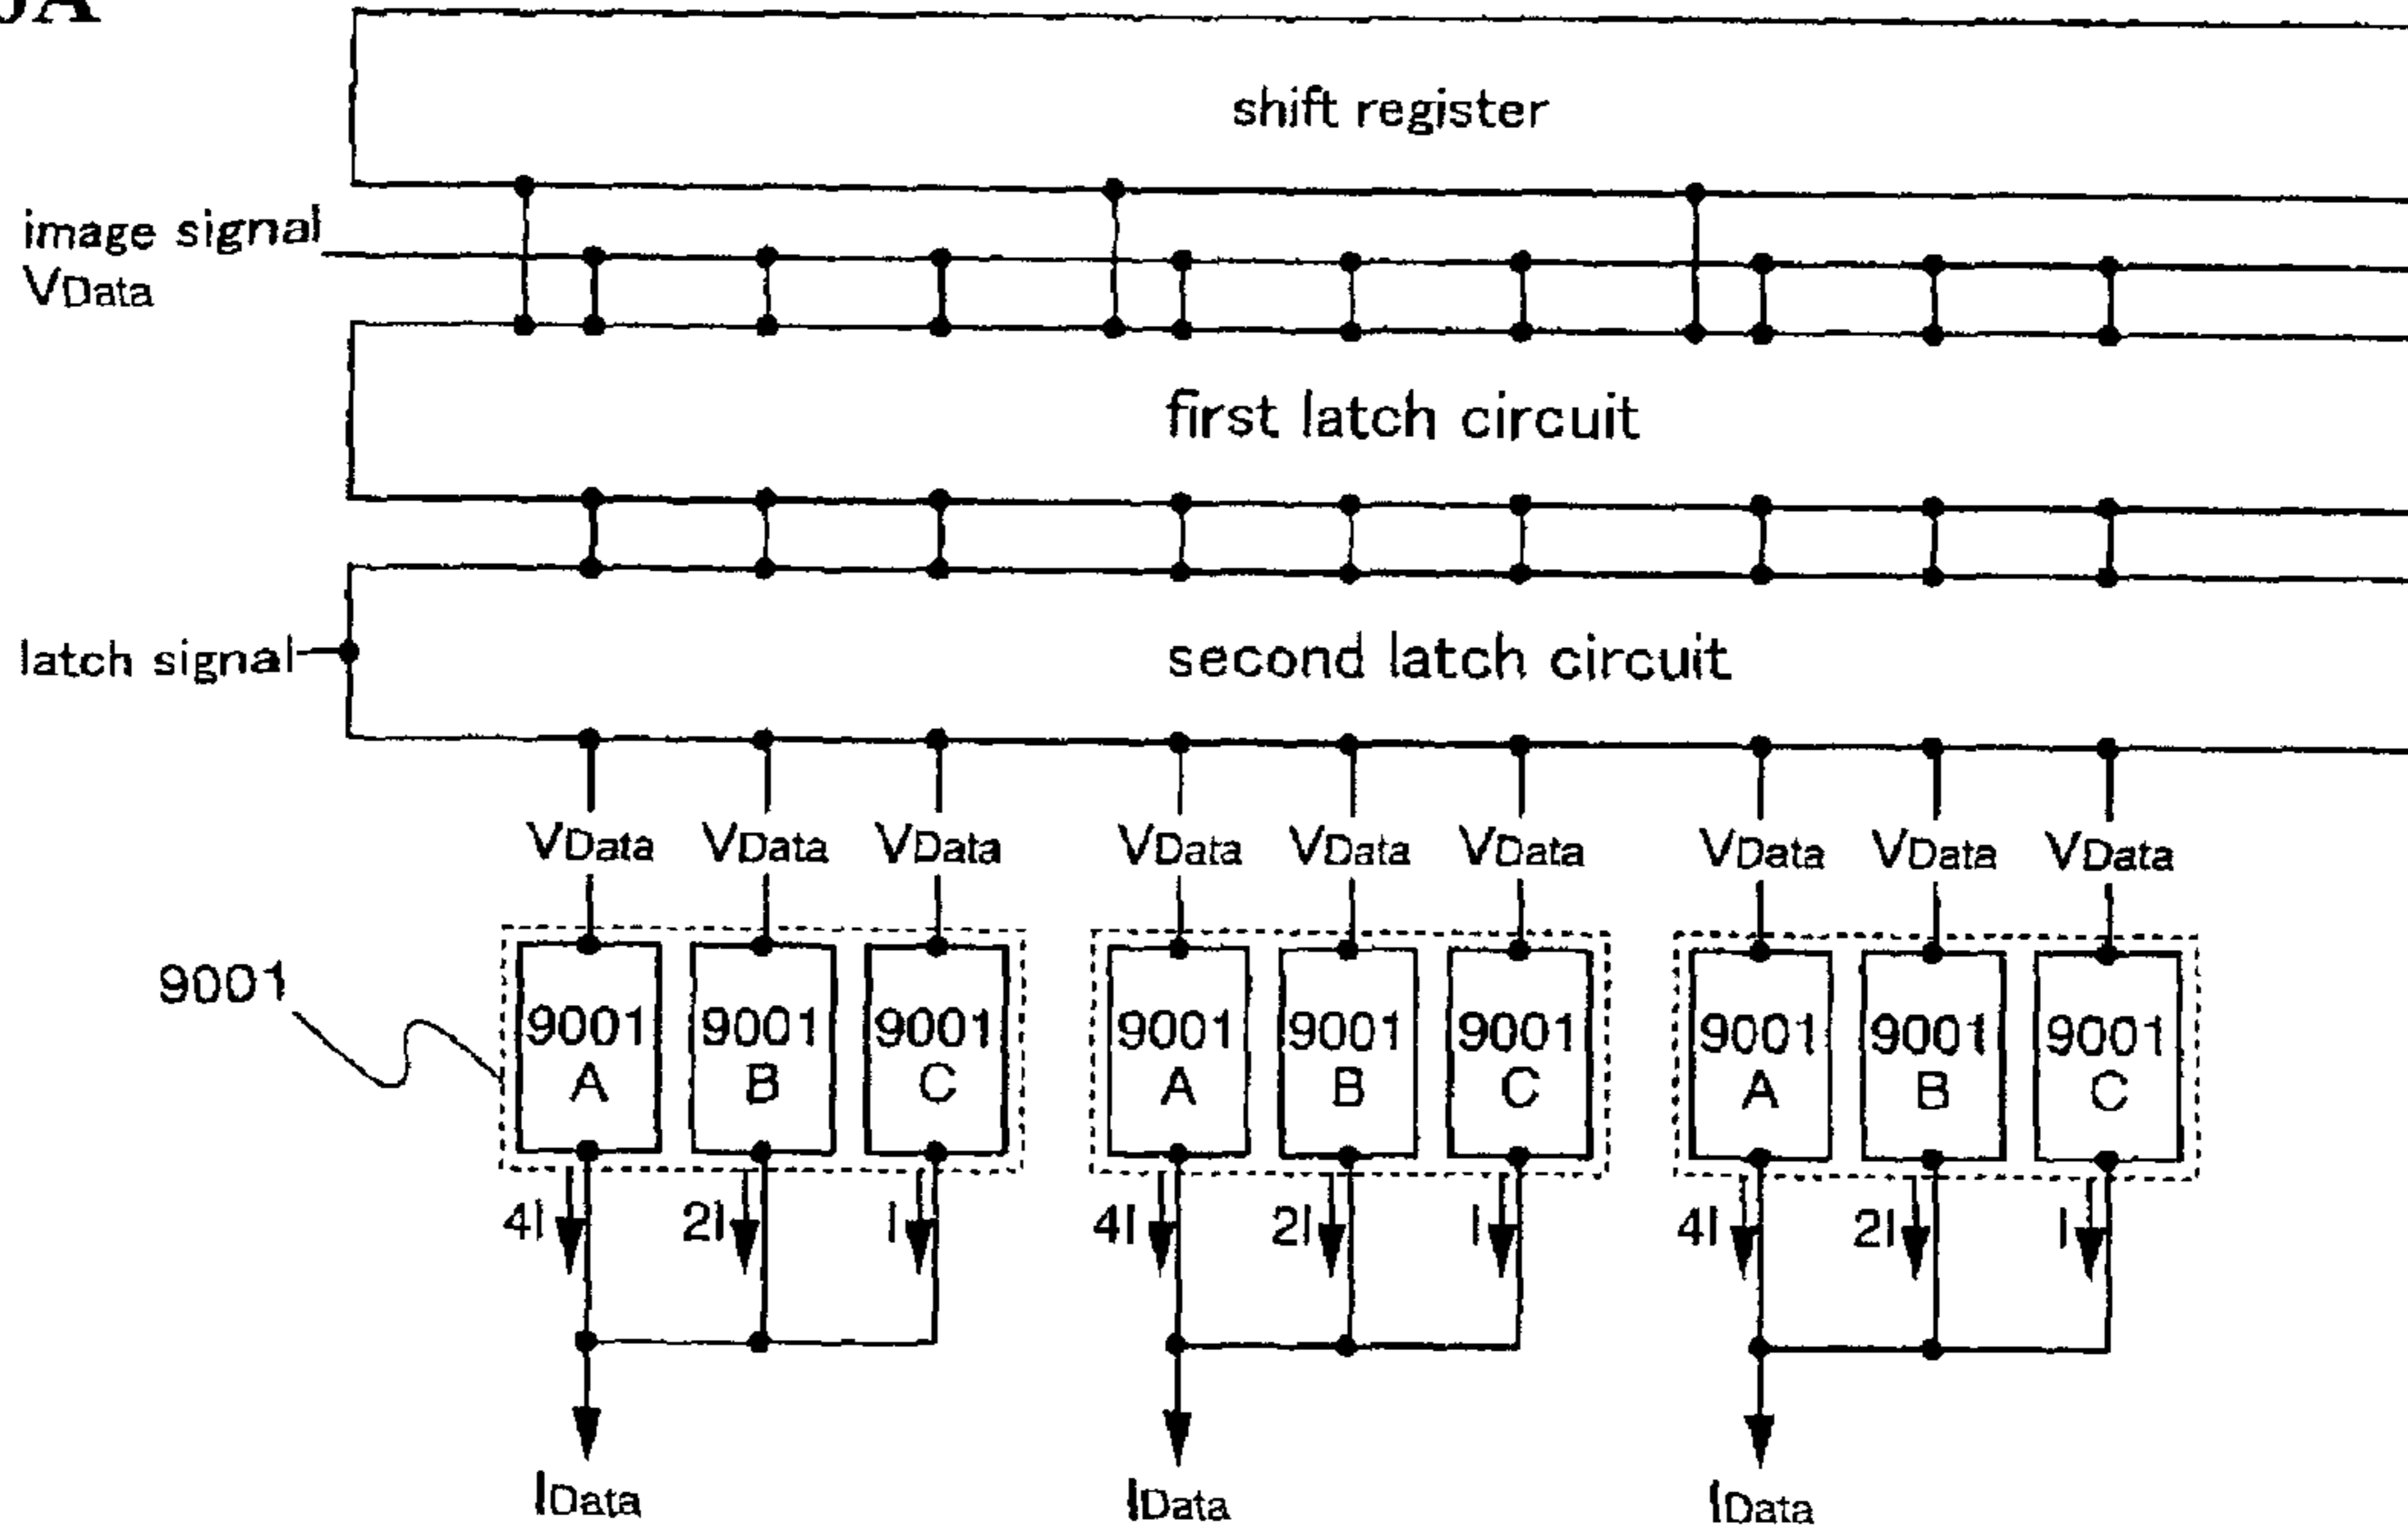 shift register
image signal
VData
first latch circuit
latch signal
second latch circuit
VData VData VData VData VData VData VData VData VData
9001
9001 9001 9001 9001 9001 9001 9001 9001 9001
A B C A B C A B C
4I 2I I 4I 2I I 4I 2I I
IData IData IData